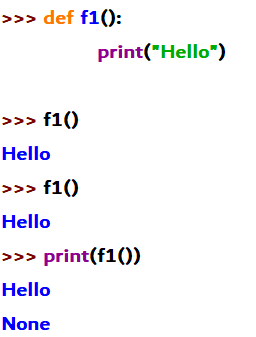 >>> def f1():
print("Hello")
>>> f1()
Hello
>>> f1()
Hello
>>> print(f1())
Hello
None